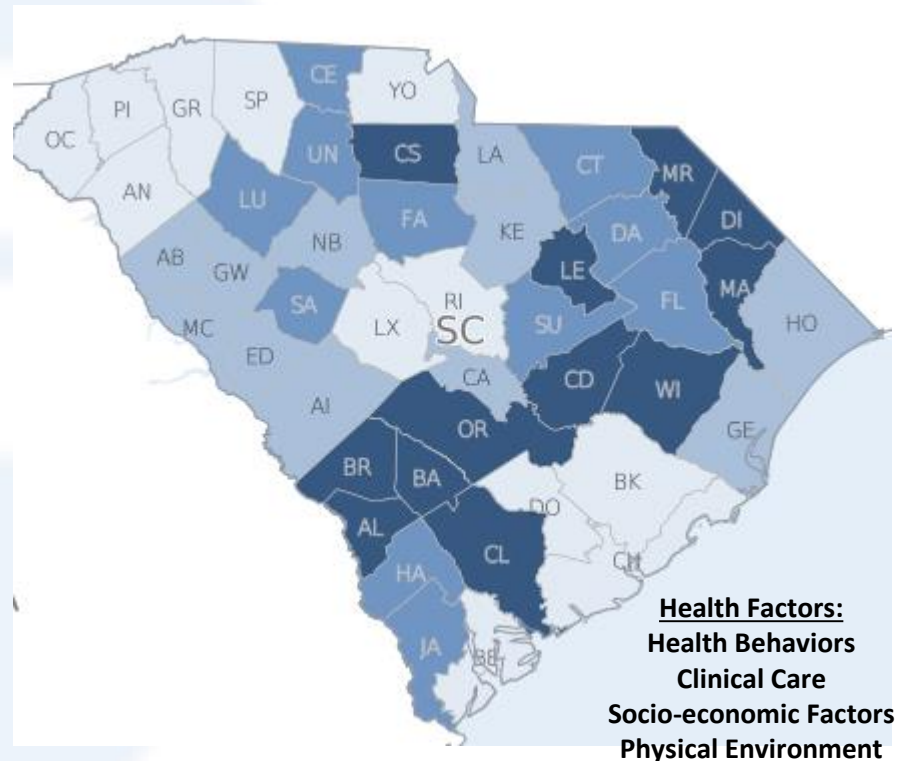 CE
YO
SP
GR
PI
OC
UN
CS
LA
CT
MR
AN
LU
FA
KE
DA
DI
NB
AB
GW
LE
MA
SA
RI
LX
SC
SU
FL
HO
MC
ED
CA
CD
WI
AI
OR
GE
BR
BA
BK
DO
AL
CL
CH
HA
JA
BE
Health Factors:
Health Behaviors
Clinical Care
Socio-economic Factors
Physical Environment